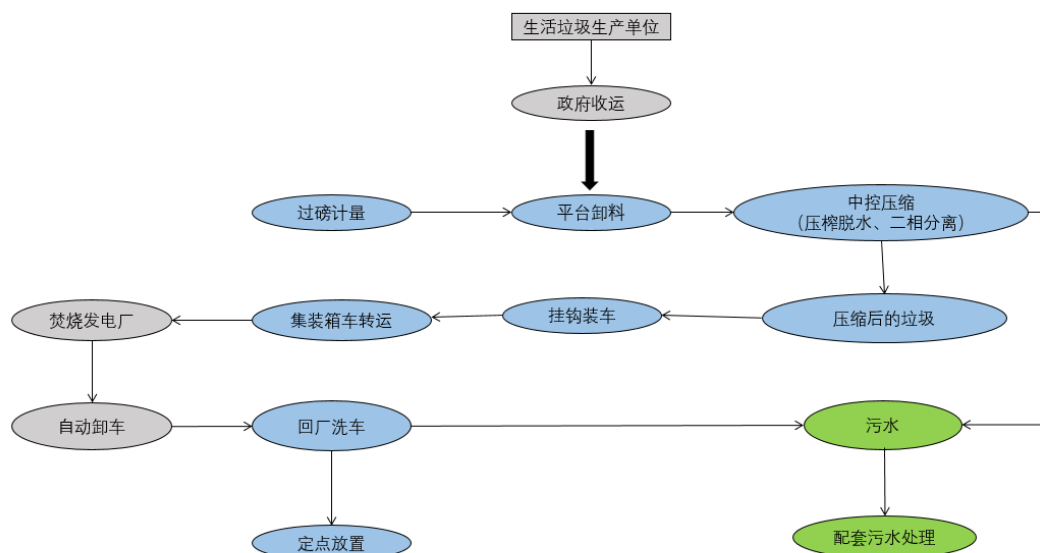 生活垃圾生产单位
政府收运
过磅计量
平台卸料
中控压缩
（压榨脱水、二相分离）
焚烧发电厂
集装箱车转运
挂钩装车
压缩后的垃圾
自动卸车
回厂洗车
污水
定点放置
配套污水处理